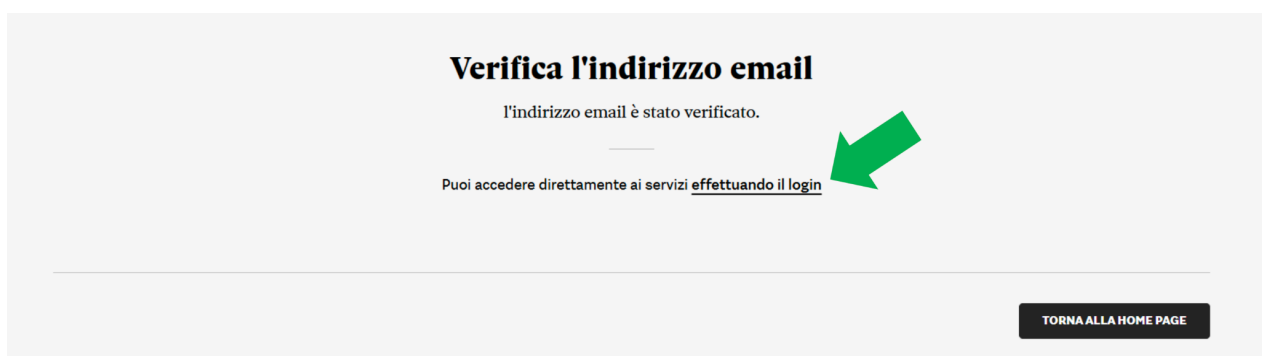 Verifica l'indirizzo email
l'indirizzo email è stato verificato.
Puoi accedere direttamente ai servizi effettuando il login
TORNA ALLA HOME PAGE